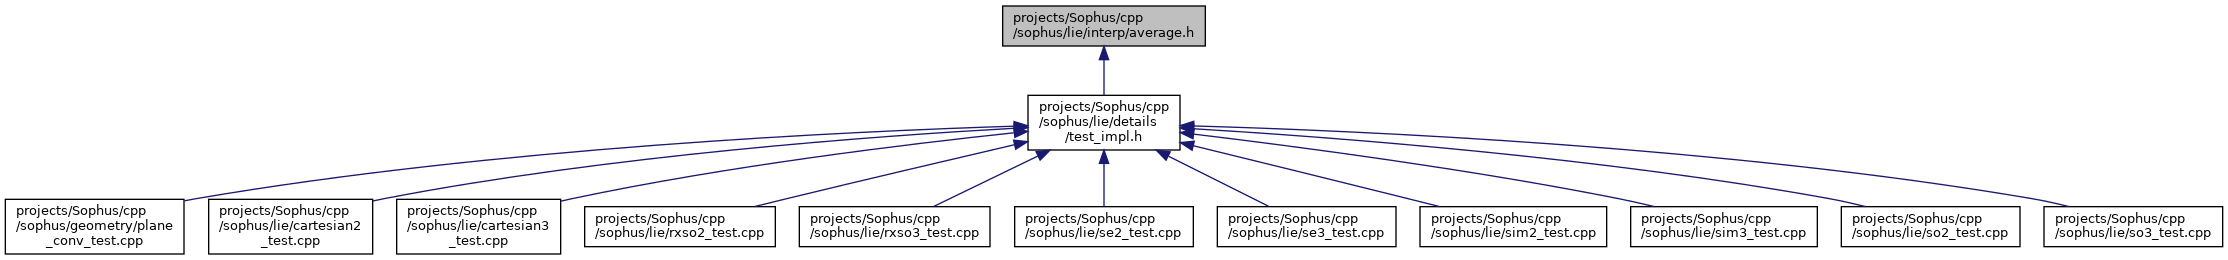 projects/Sophus/cpp
/sophus/lie/interp/average.h
projects/Sophus/cpp
/sophus/lie/details
/test_impl.h
projects/Sophus/cpp
/sophus/geometry/plane
_conv_test.cpp
projects/Sophus/cpp
/sophus/lie/cartesian2
_test.cpp
projects/Sophus/cpp
/sophus/lie/cartesian3
_test.cpp
projects/Sophus/cpp
/sophus/lie/rxso2_test.cpp
projects/Sophus/cpp
/sophus/lie/rxso3_test.cpp
projects/Sophus/cpp
/sophus/lie/se2_test.cpp
projects/Sophus/cpp
/sophus/lie/se3_test.cpp
projects/Sophus/cpp
/sophus/lie/sim2_test.cpp
projects/Sophus/cpp
/sophus/lie/sim3_test.cpp
projects/Sophus/cpp
/sophus/lie/so2_test.cpp
projects/Sophus/cpp
/sophus/lie/so3_test.cpp